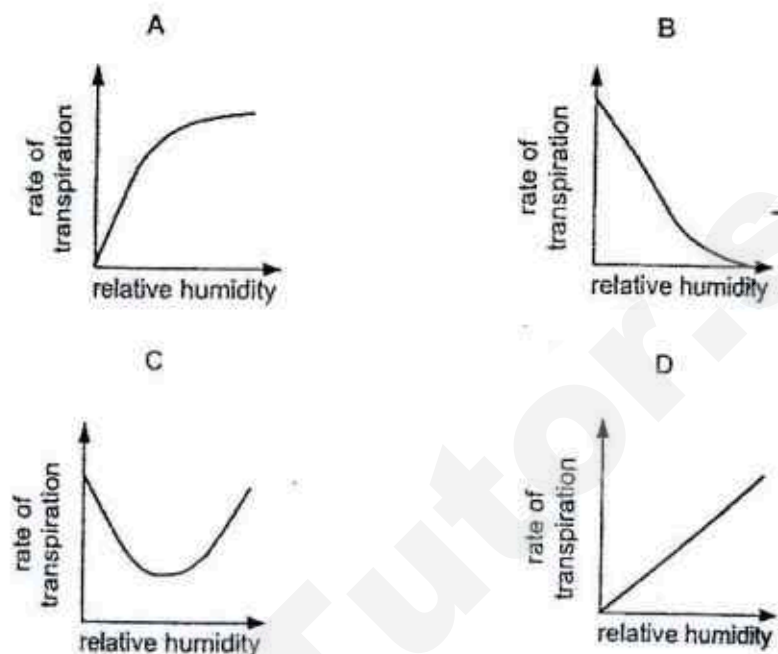 A
rate of
transpiration
relative humidity
B
rate of
transpiration
relative humidity
C
rate of
transpiration
relative humidity
D
rate of
transpiration
relative humidity
Tutor.s